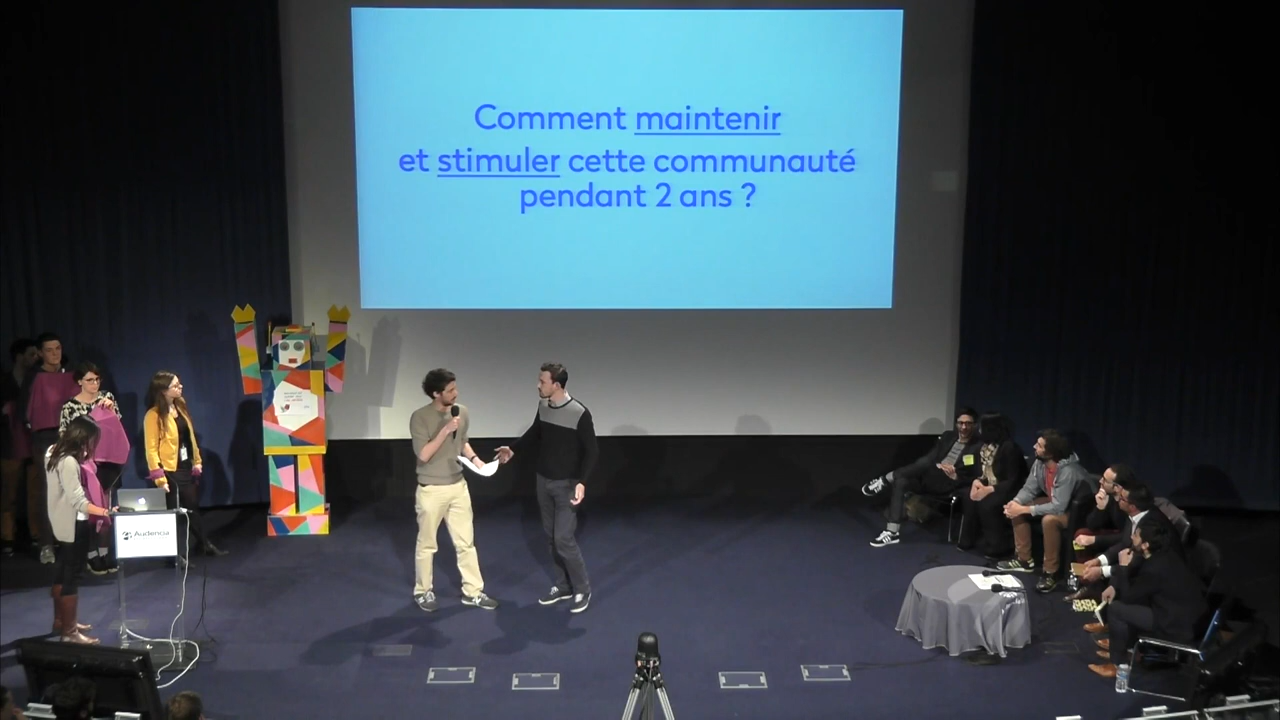 Comment maintenir
et stimuler cette communauté
pendant 2 ans ?
Audencia